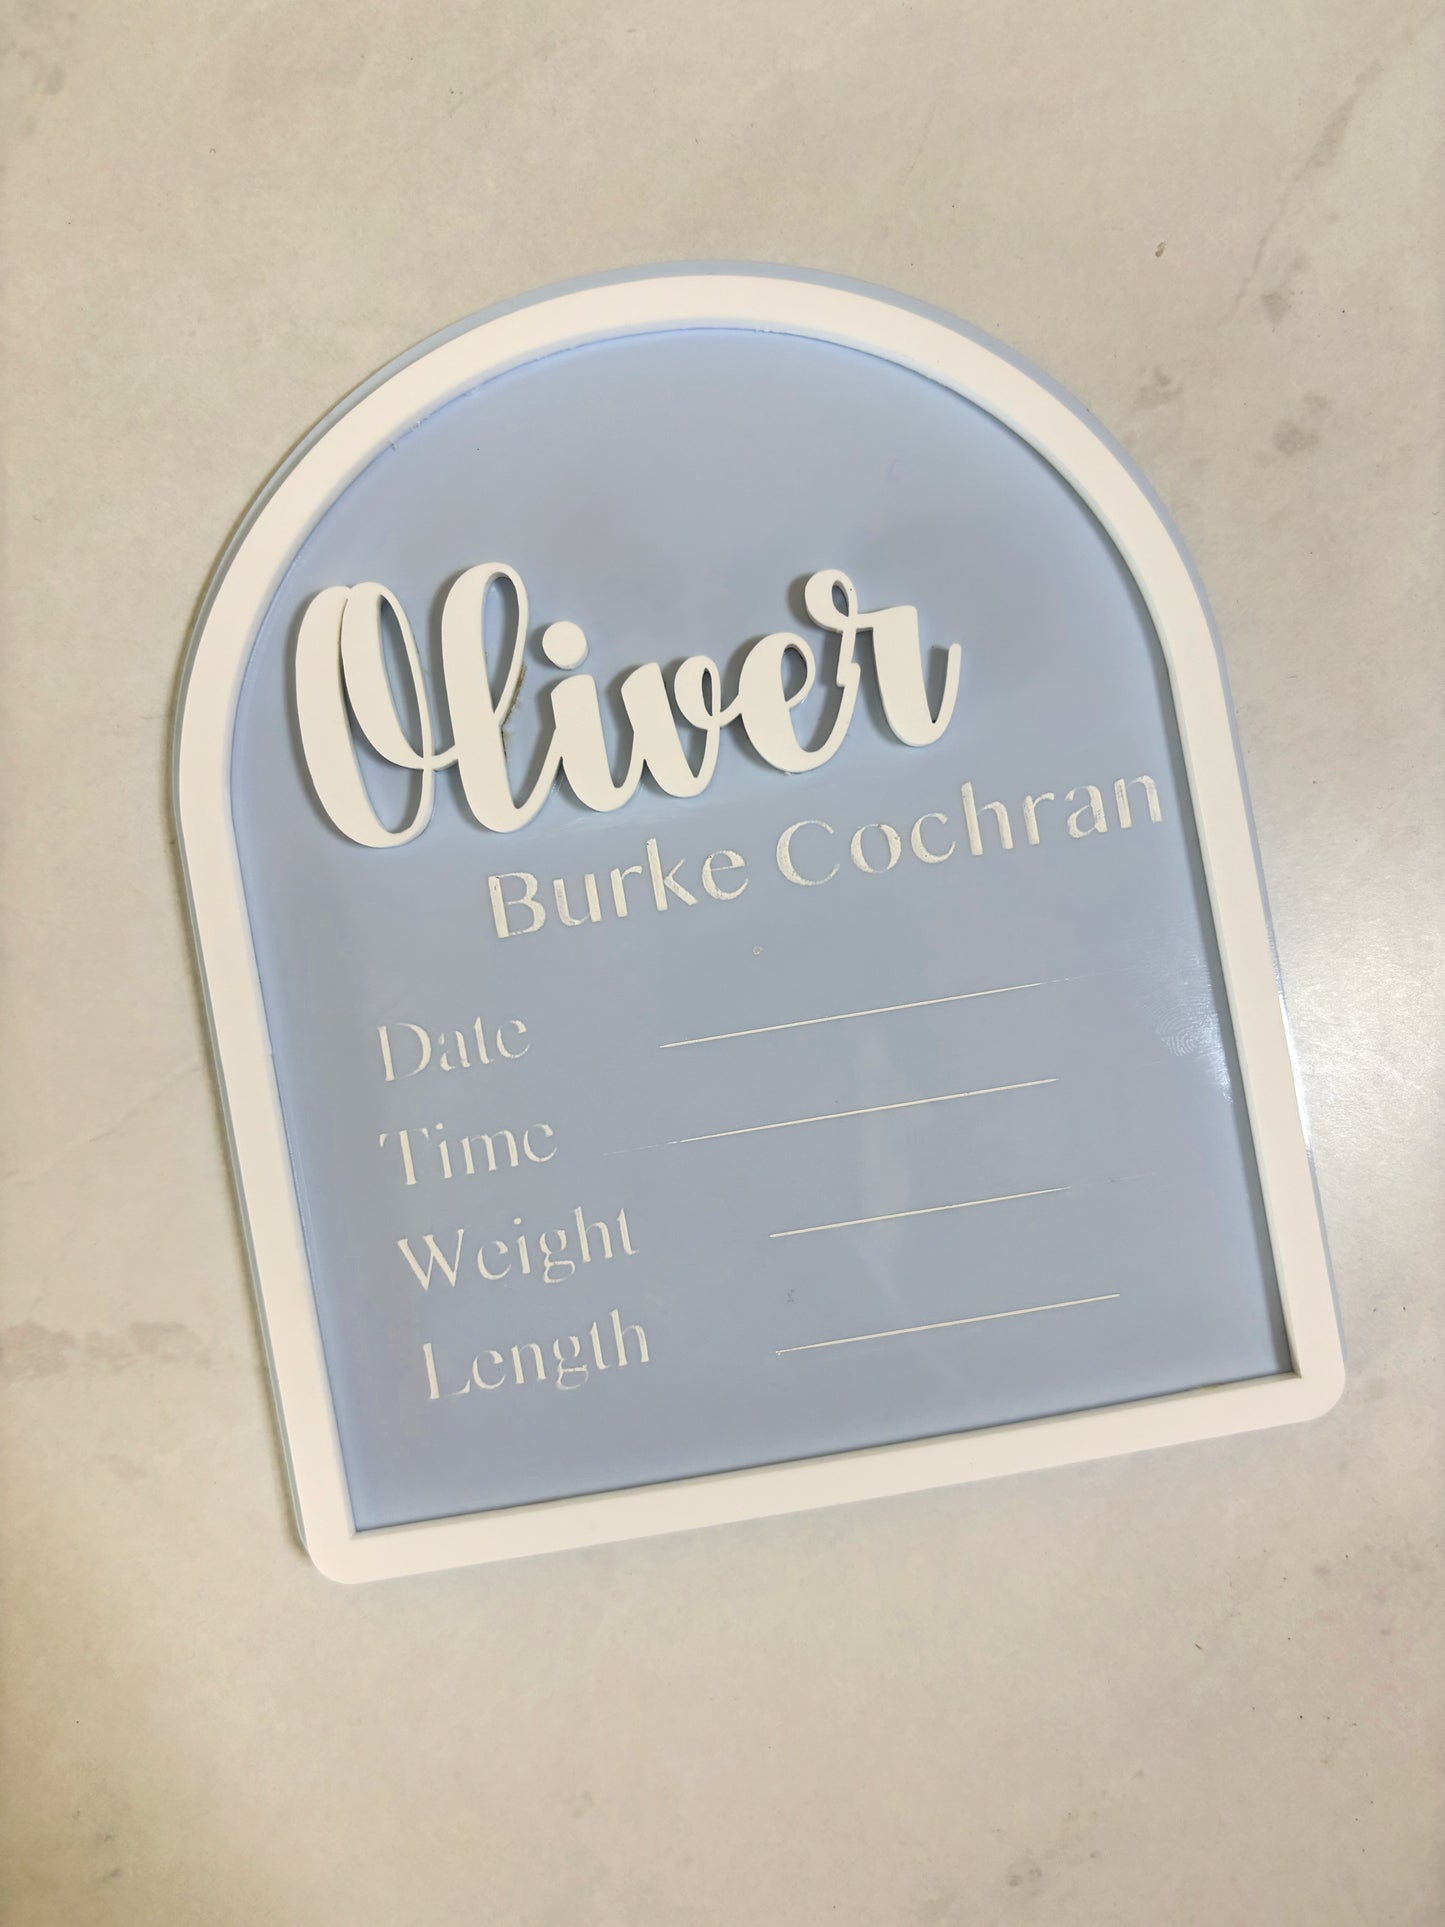 Oliver
Burke Cochran
Date
Time
Weight
Length